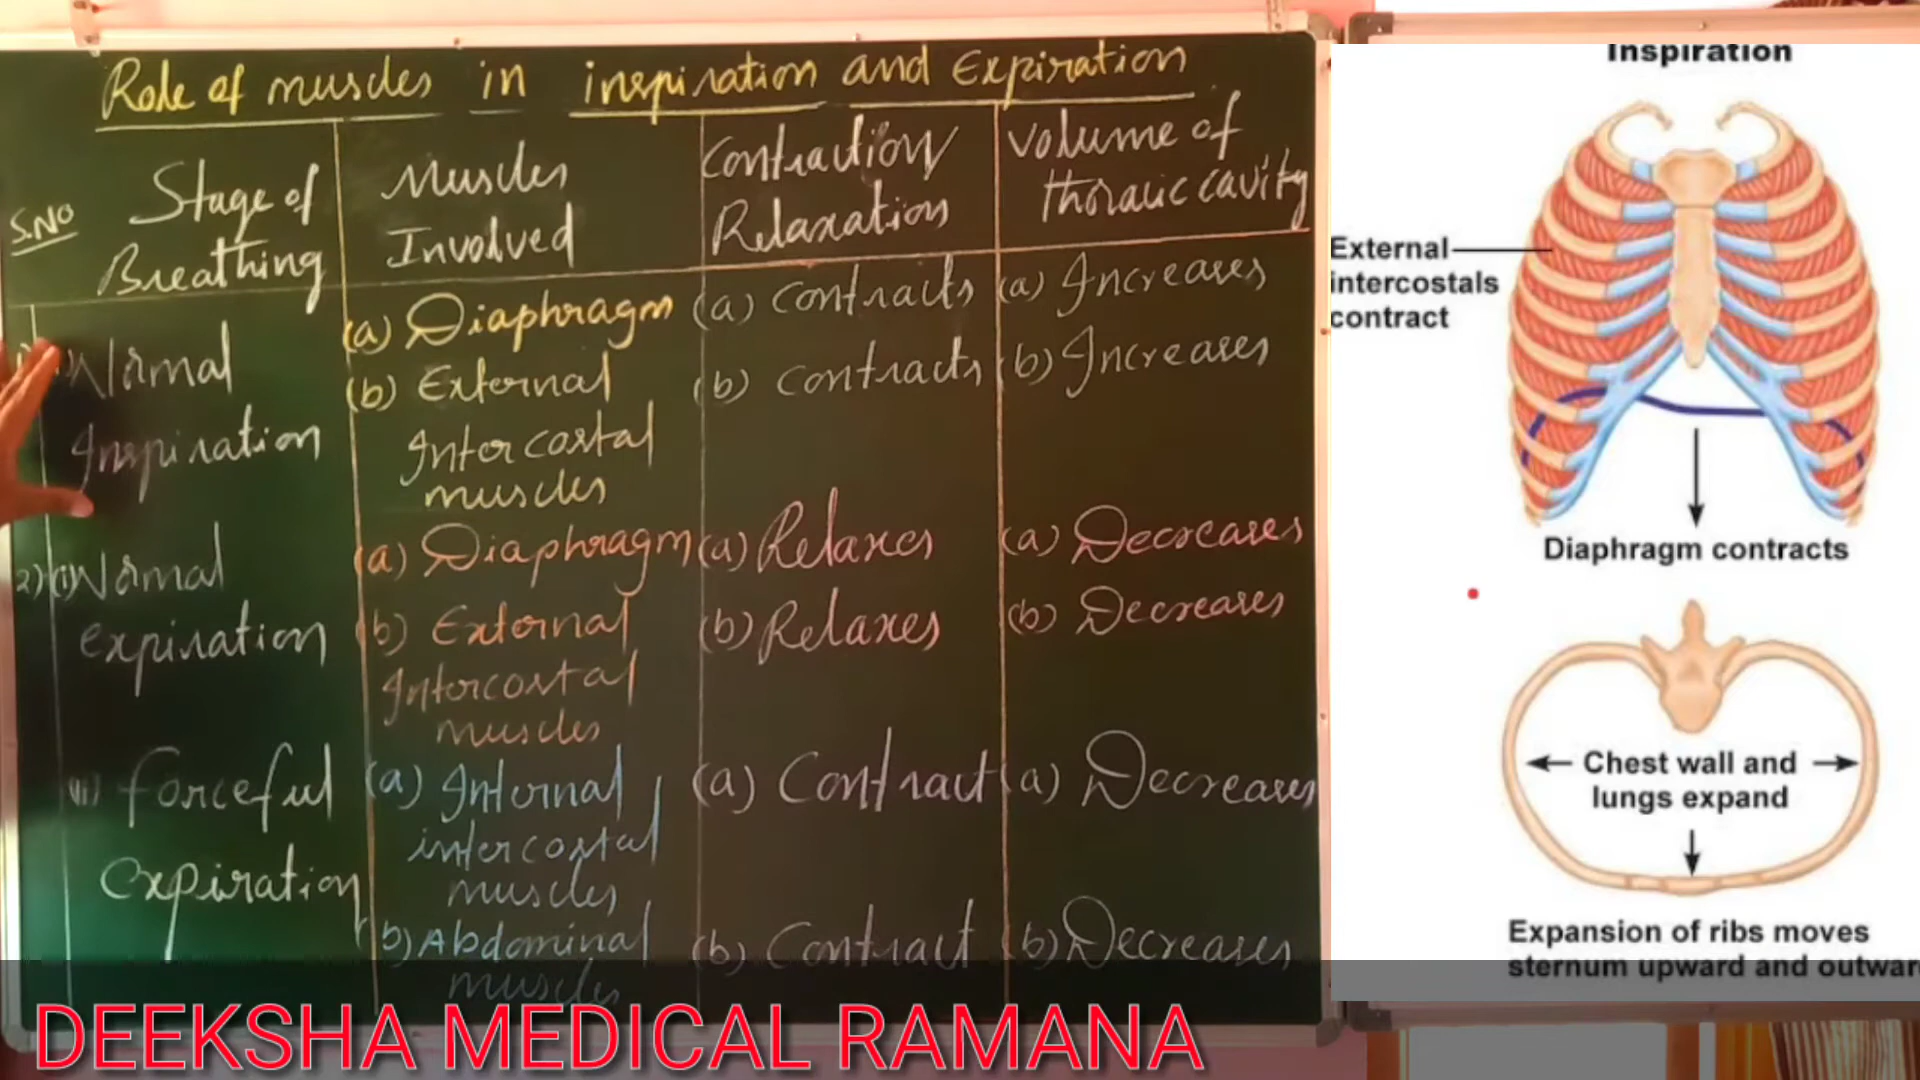 Role of muscles in inspiration and Expiration
S.NO
Stage of
Breathing
Muscles
Involved
Contraction/
Relaxation
Volume of
thoracic cavity
Normal
Inspiration
(a) Diaphragm
(b) External
Intercostal
muscles
(a) Contracts
(b) Contracts
(a) Increases
(b) Increases
2) (i) Normal
expiration
(a) Diaphragm
(b) External
Intercostal
muscles
(a) Relaxes
(b) Relaxes
(a) Decreases
(b) Decreases
(ii) Forceful
expiration
(a) Internal
intercostal
muscles
b) Abdominal
muscles
(a) Contract
(b) Contract
(a) Decreases
(b) Decreases
Inspiration
External
intercostals
contract
Diaphragm contracts
Chest wall and
lungs expand
Expansion of ribs moves
sternum upward and outwar
DEEKSHA MEDICAL RAMANA